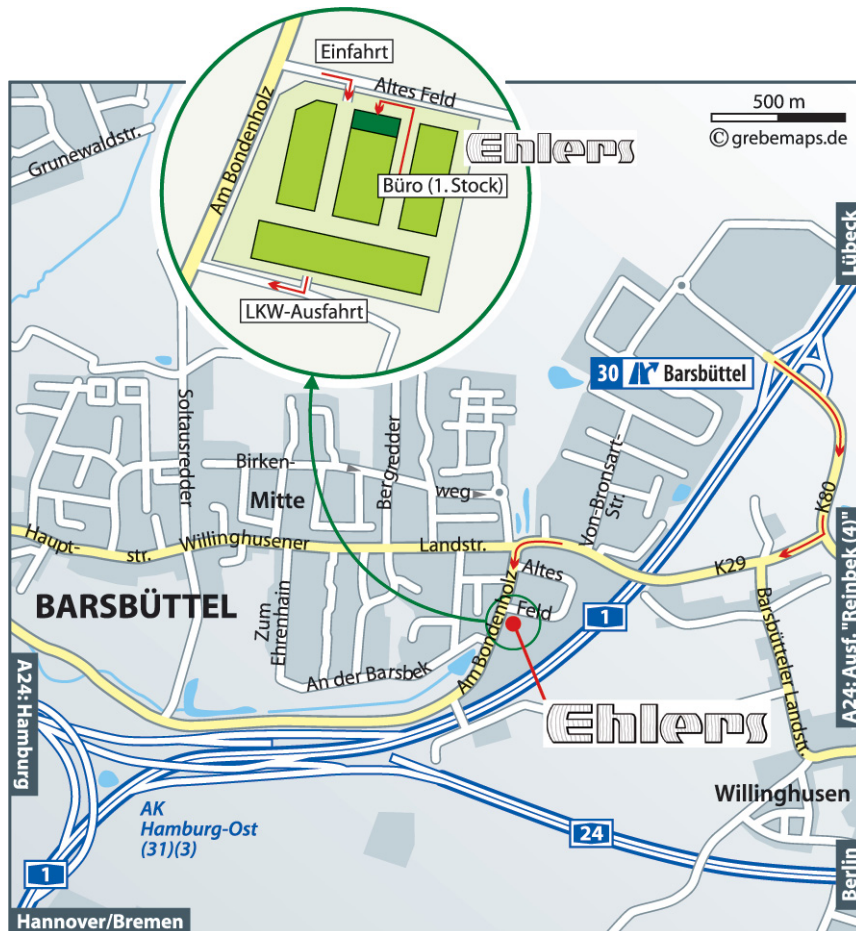 Einfahrt
Altes Feld
Am Bondenholz
Ehlers
Büro (1. Stock)
LKW-Ausfahrt
500 m
© grebemaps.de
Grunewaldstr.
Lübeck
30 Barsbüttel
Soltausredder
Bergredder
Birken-
weg
Mitte
Von-Bronsart-
Str.
K80
Haupt-
str.
Willinghusener
Landstr.
K29
Altes
Feld
BARSBÜTTEL
Zum
Ehrenhain
Am Bondenholz
An der Barsbek
1
Barsbütteler Landstr.
A24: Ausf. "Reinbek (4)"
A24: Hamburg
Ehlers
Willinghusen
AK
Hamburg-Ost
(31)(3)
24
1
Berlin
Hannover/Bremen